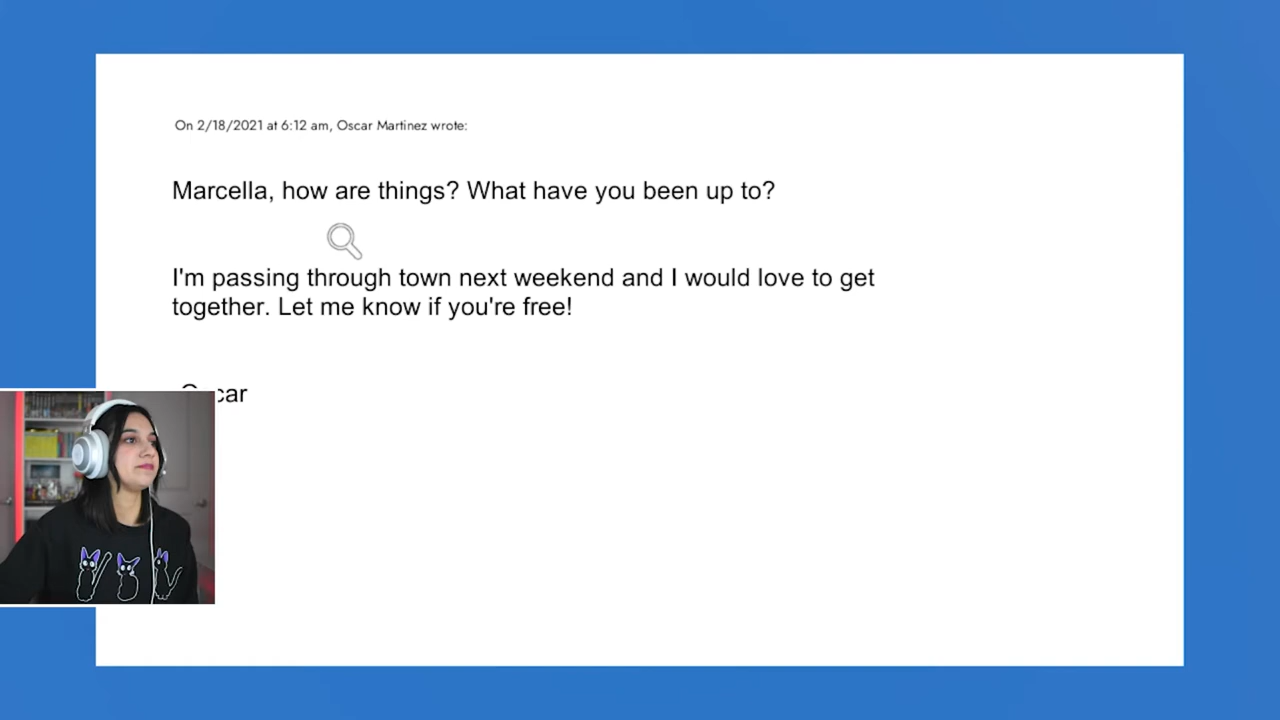 On 2/18/2021 at 6:12 am, Oscar Martinez wrote:
Marcella, how are things? What have you been up to?
I'm passing through town next weekend and I would love to get
together. Let me know if you're free!